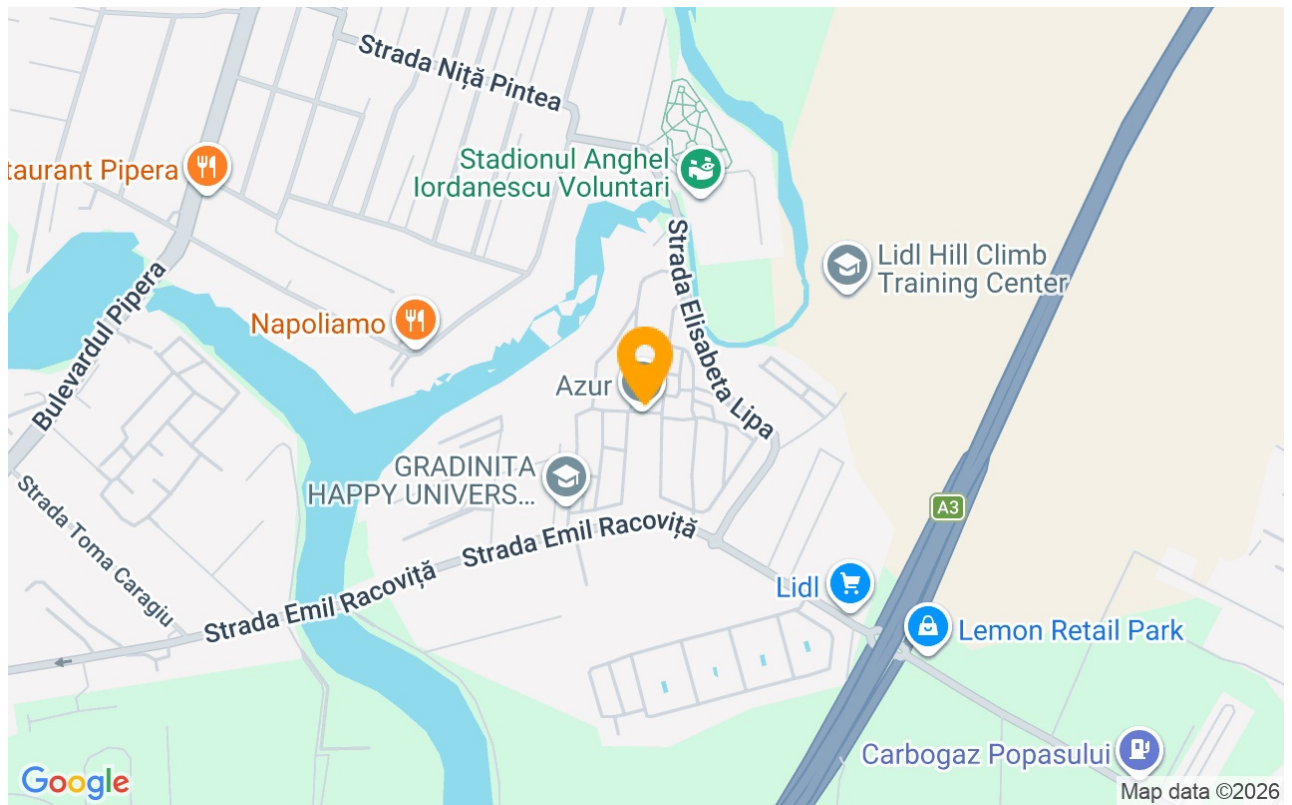 Strada Niță Pintea
taurant Pipera
Stadionul Anghel
Iordanescu Voluntari
Strada Elisabeta Lipa
Lidl Hill Climb
Training Center
Bulevardul Pipera
Napoliamo
Azur
GRADINITA
HAPPY UNIVERS...
A3
Strada Toma Caragiu
Strada Emil Racoviță
Strada Emil Racoviță
Lidl
Lemon Retail Park
Carbogaz Popasului
Google
Map data ©2026